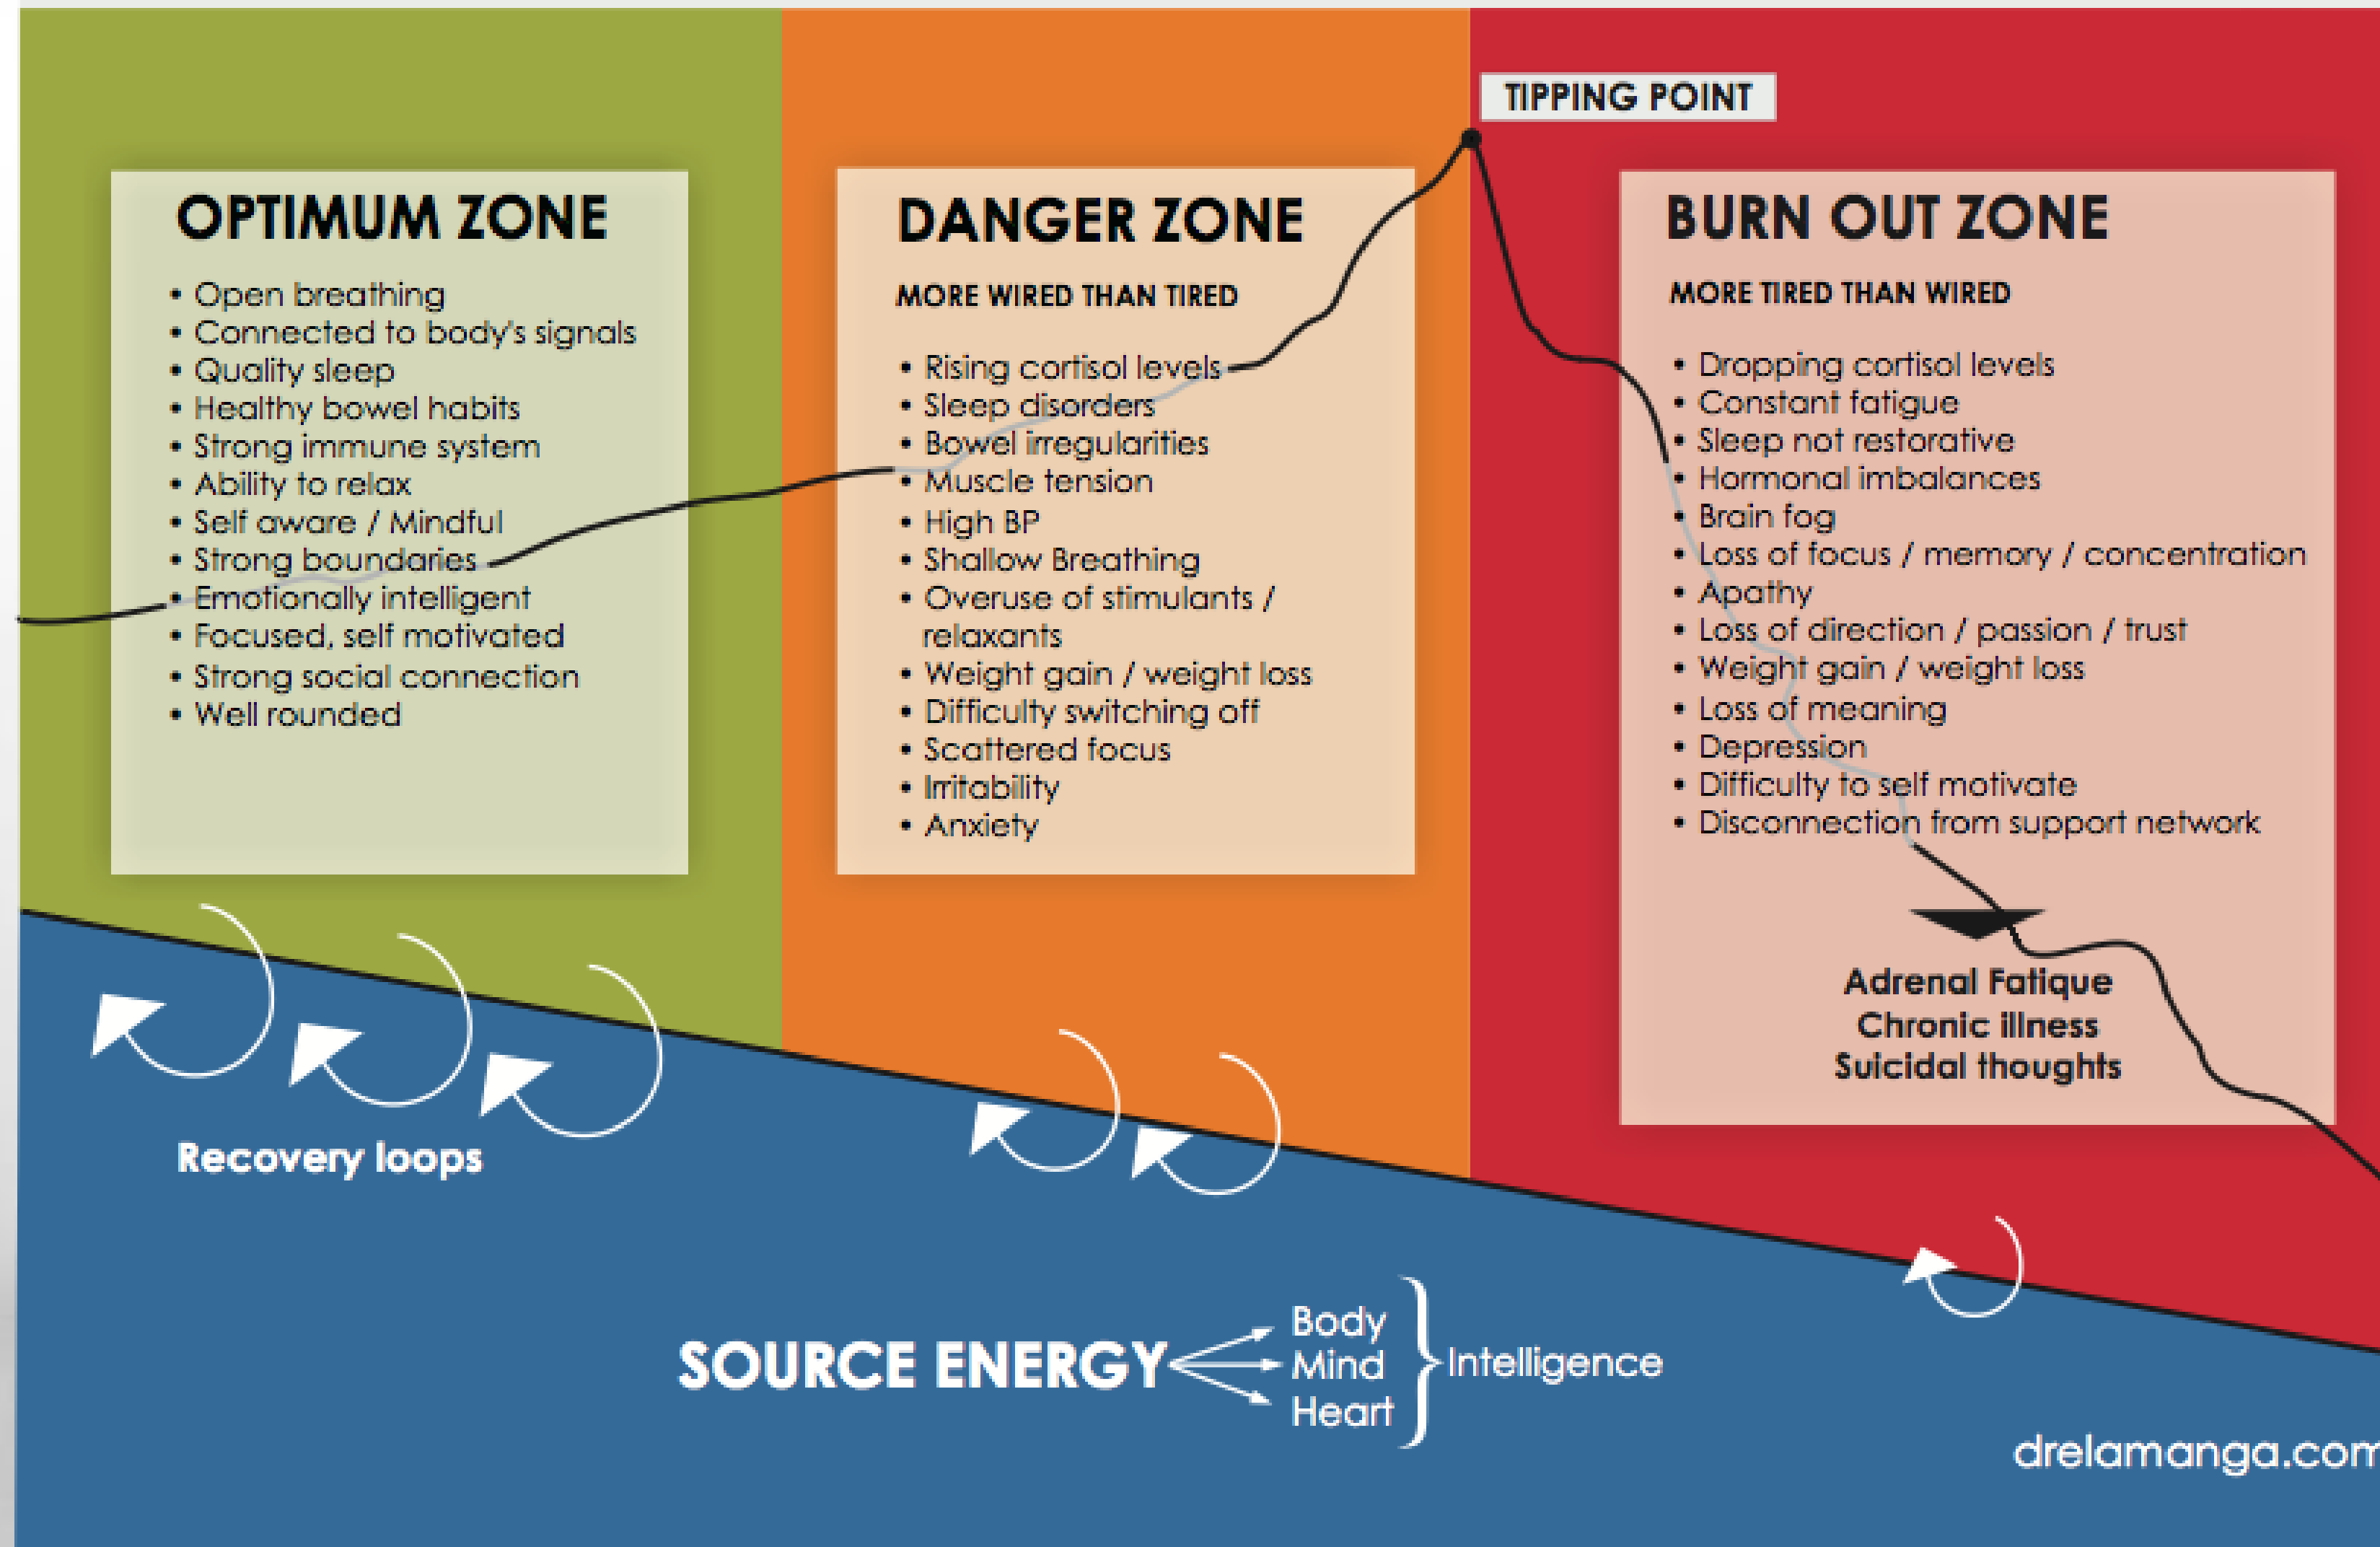 TIPPING POINT
OPTIMUM ZONE
• Open breathing
• Connected to body's signals
• Quality sleep
• Healthy bowel habits
• Strong immune system
• Ability to relax
• Self aware / Mindful
• Strong boundaries
• Emotionally intelligent
• Focused, self motivated
• Strong social connection
• Well rounded
DANGER ZONE
MORE WIRED THAN TIRED
• Rising cortisol levels
• Sleep disorders
• Bowel irregularities
• Muscle tension
• High BP
• Shallow Breathing
• Overuse of stimulants /
relaxants
• Weight gain / weight loss
• Difficulty switching off
• Scattered focus
• Irritability
• Anxiety
BURN OUT ZONE
MORE TIRED THAN WIRED
• Dropping cortisol levels
• Constant fatigue
• Sleep not restorative
• Hormonal imbalances
• Brain fog
• Loss of focus / memory / concentration
• Apathy
• Loss of direction / passion / trust
• Weight gain / weight loss
• Loss of meaning
• Depression
• Difficulty to self motivate
• Disconnection from support network
Adrenal Fatique
Chronic illness
Suicidal thoughts
Recovery loops
SOURCE ENERGY
Body
Mind
Heart
Intelligence
drelamanga.com